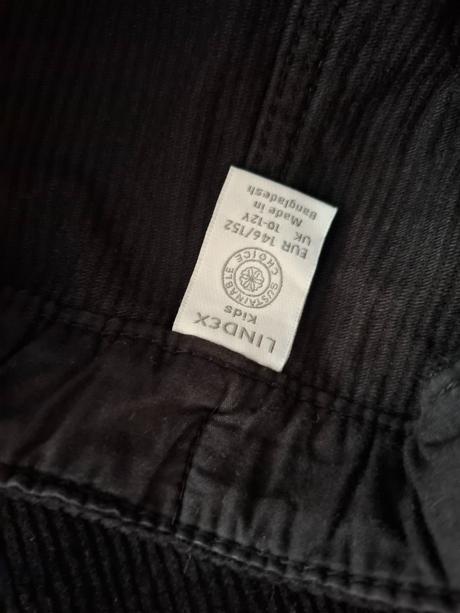 LINDEX
Kids
SUSTAINABLE
CHOICE
EUR 146/152
UK 10-12Y
Made in
Bangladesh